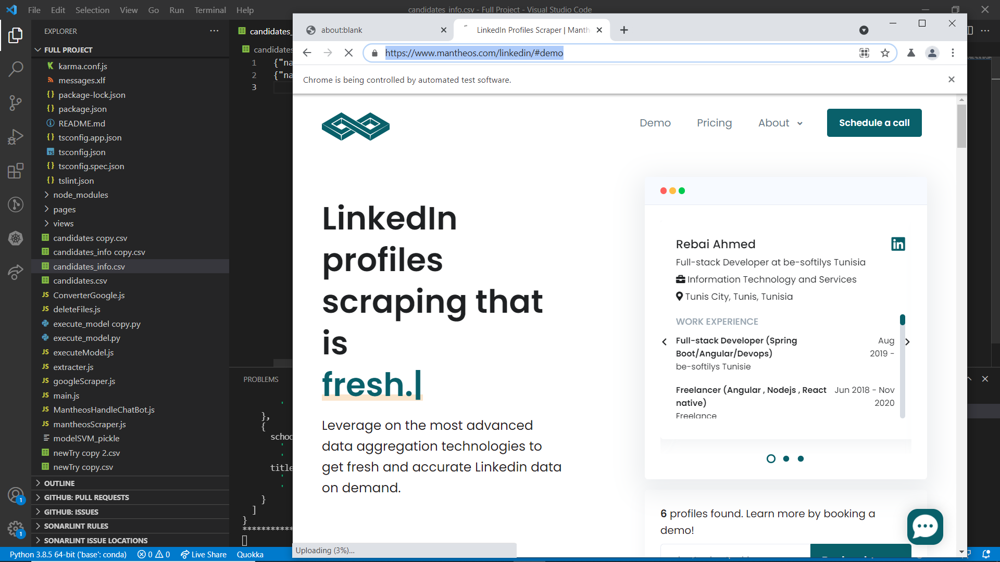 File Edit Selection View Go Run Terminal Help
candidates_info.csv - Full Project - Visual Studio Code
EXPLORER
FULL PROJECT
karma.conf.js
messages.xlf
package-lock.json
package.json
README.md
tsconfig.app.json
tsconfig.json
tsconfig.spec.json
tslint.json
node_modules
pages
views
candidates copy.csv
candidates_info copy.csv
candidates_info.csv
candidates.csv
ConverterGoogle.js
deleteFiles.js
execute_model copy.py
execute_model.py
executeModel.js
extracter.js
googleScraper.js
main.js
MantheosHandleChatBot.js
mantheosScraper.js
modelSVM_pickle
newTry copy 2.csv
newTry copy.csv
OUTLINE
GITHUB: PULL REQUESTS
GITHUB: ISSUES
SONARLINT RULES
SONARLINT ISSUE LOCATIONS
1
1
candidates_
candidates
1 {"na
2 {"na
3
PROBLEMS
'
},
{
schoo
'
'
title
'
'
}
]
}
************
about:blank
LinkedIn Profiles Scraper | Manth
https://www.mantheos.com/linkedin/#demo
Chrome is being controlled by automated test software.
Demo Pricing About Schedule a call
LinkedIn
profiles
scraping that
is
fresh.|
Leverage on the most advanced
data aggregation technologies to
get fresh and accurate Linkedin data
on demand.
Rebai Ahmed
in
Full-stack Developer at be-softilys Tunisia
Information Technology and Services
Tunis City, Tunis, Tunisia
WORK EXPERIENCE
Full-stack Developer (Spring Aug
Boot/Angular/Devops) 2019 -
be-softilys Tunisie
Freelancer (Angular , Nodejs , React Jun 2018 - Nov
native) 2020
Freelance
6 profiles found. Learn more by booking a
demo!
Uploading (3%)...
Python 3.8.5 64-bit ('base': conda) 0 0 Live Share Quokka